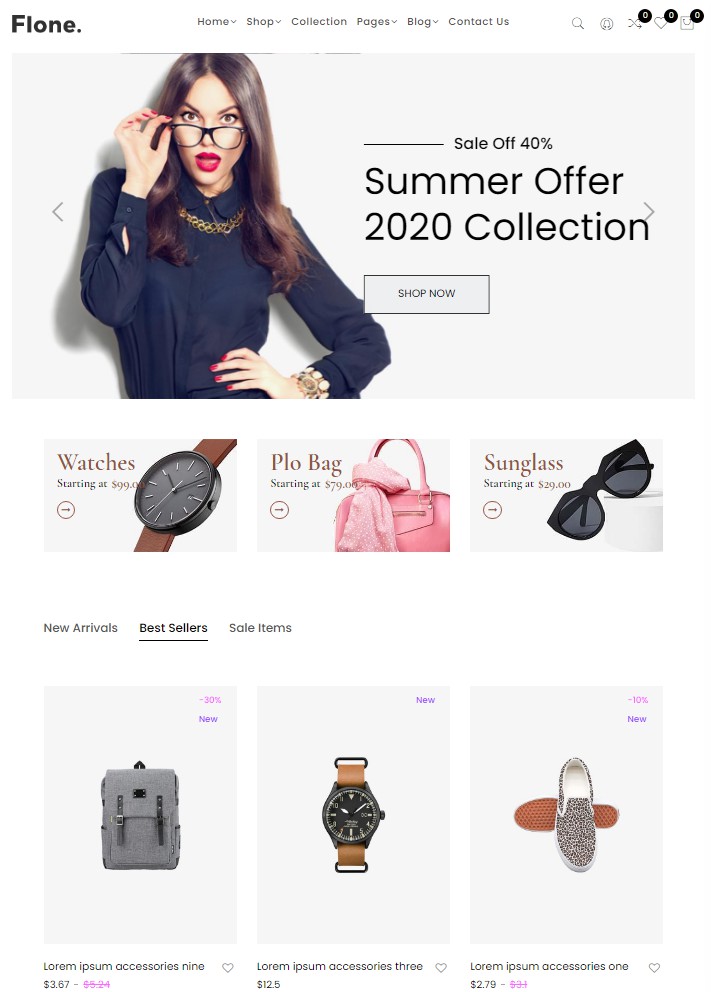 Flone.
Home Shop Collection Pages Blog Contact Us
0 0 0
Sale Off 40%
Summer Offer
2020 Collection
SHOP NOW
Watches
Starting at $99.00
Plo Bag
Starting at $79.00
Sunglass
Starting at $29.00
New Arrivals Best Sellers Sale Items
-30%
New
New
-10%
New
Lorem ipsum accessories nine
$3.67 - $5.24
Lorem ipsum accessories three
$12.5
Lorem ipsum accessories one
$2.79 - $3.1